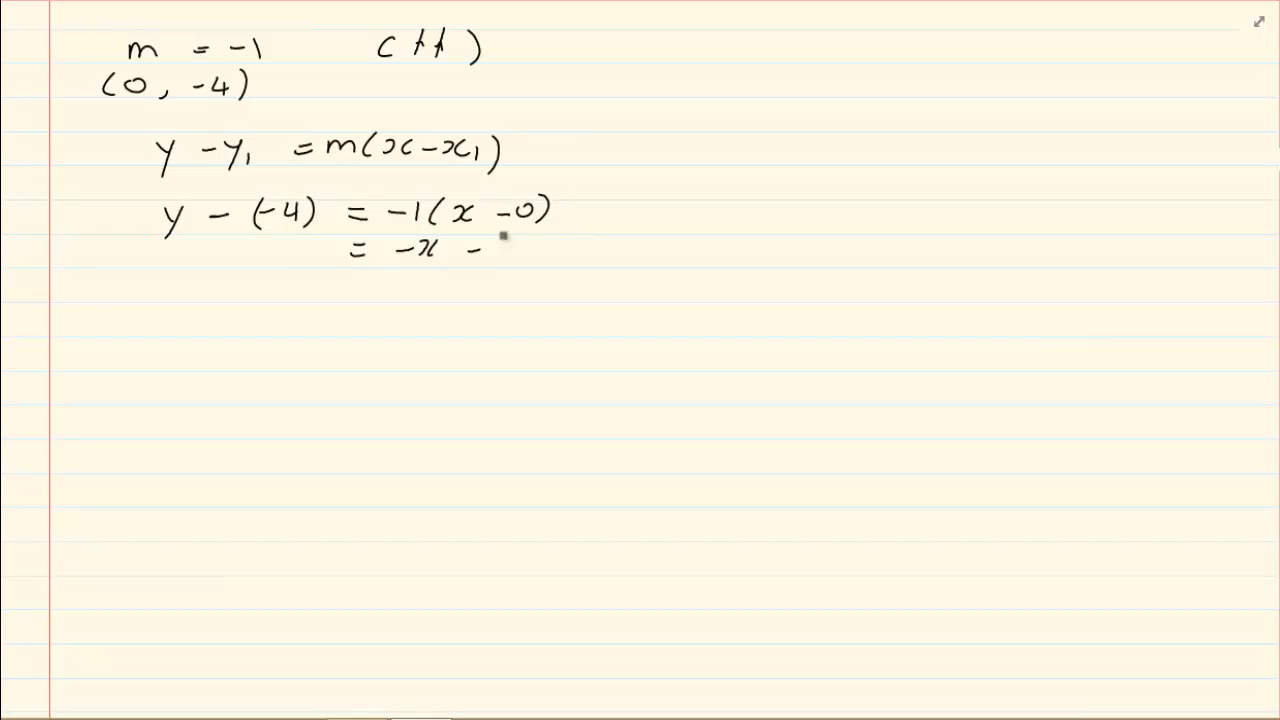 m = -1 (//)
(0, -4)
y - y₁ = m(x - x₁)
y - (-4) = -1(x - 0)
= -x -